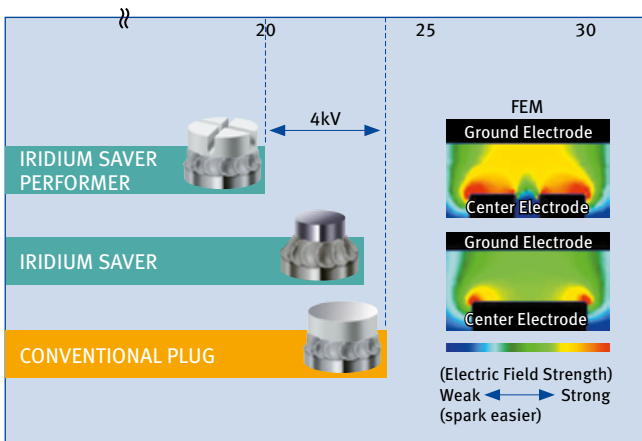 20 25 30
4kV
IRIDIUM SAVER
PERFORMER
IRIDIUM SAVER
CONVENTIONAL PLUG
FEM
Ground Electrode
Center Electrode
Ground Electrode
Center Electrode
(Electric Field Strength)
Weak Strong
(spark easier)